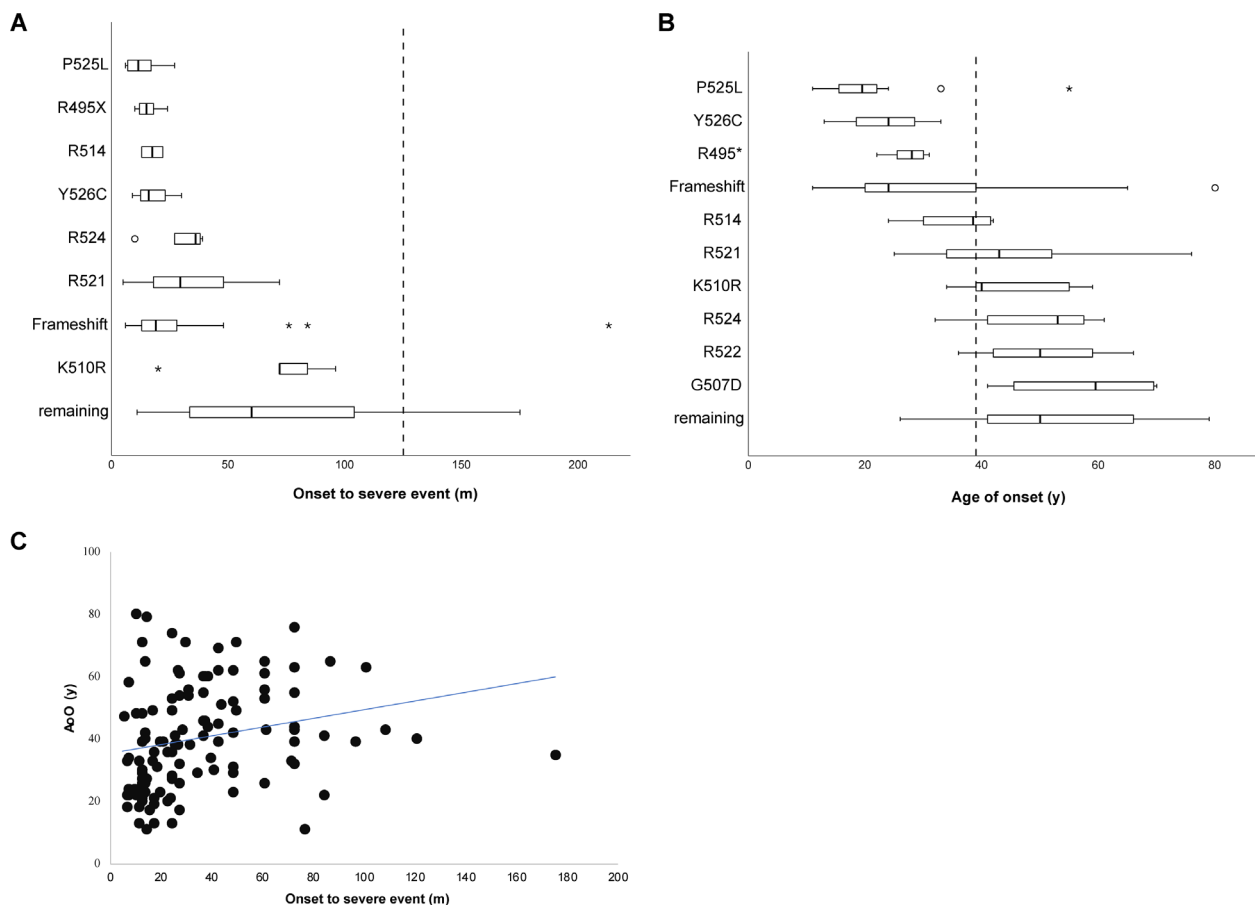 A
P525L
R495X
R514
Y526C
R524
R521
Frameshift
K510R
remaining
0 50 100 150 200
Onset to severe event (m)
B
P525L
Y526C
R495*
Frameshift
R514
R521
K510R
R524
R522
G507D
remaining
0 20 40 60 80
Age of onset (y)
C
AoO (y)
100
80
60
40
20
0
0 20 40 60 80 100 120 140 160 180 200
Onset to severe event (m)